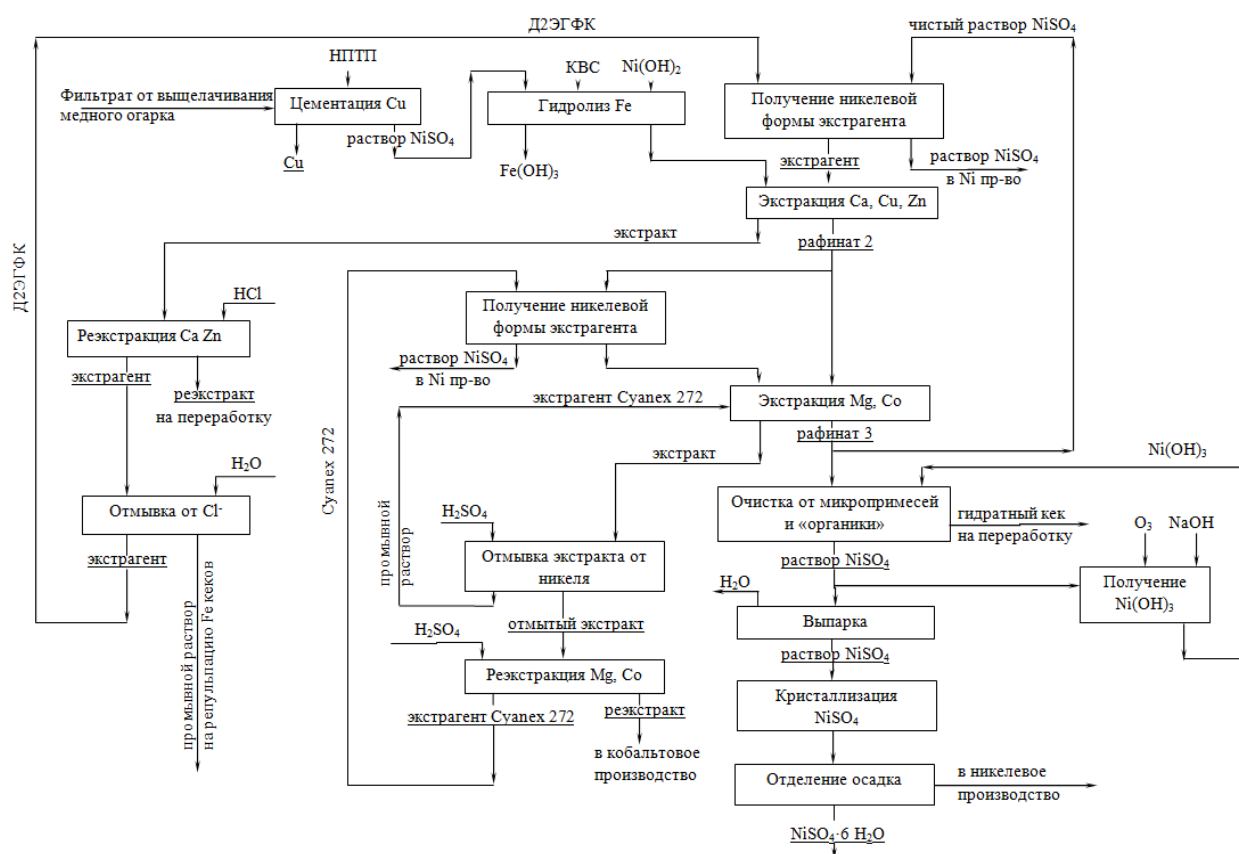 Д2ЭГФК
чистый раствор NiSO₄
НПТП
КВС
Ni(OH)₂
Фильтрат от выщелачивания
медного огарка
Цементация Cu
Гидролиз Fe
Получение никелевой
формы экстрагента
раствор NiSO₄
Cu
Fe(OH)₃
экстрагент
раствор NiSO₄
в Ni пр-во
Экстракция Ca, Cu, Zn
экстракт
рафинат 2
Д2ЭГФК
HCl
Получение никелевой
формы экстрагента
Реэкстракция Ca Zn
раствор NiSO₄
в Ni пр-во
экстрагент
реэкстракт
на переработку
экстрагент Cyanex 272
Экстракция Mg, Co
рафинат 3
Cyanex 272
экстракт
Ni(OH)₃
H₂O
Отмывка от Cl⁻
Очистка от микропримесей
и «органики»
гидратный кек
на переработку
H₂SO₄
промывной
раствор
O₃
NaOH
экстрагент
Отмывка экстракта от
никеля
раствор NiSO₄
Получение
Ni(OH)₃
H₂O
Выпарка
отмытый экстракт
H₂SO₄
раствор NiSO₄
промывной раствор
на репульпацию Fe кеков
Реэкстракция Mg, Co
Кристаллизация
NiSO₄
экстрагент Cyanex 272
реэкстракт
в кобальтовое
производство
Отделение осадка
в никелевое
производство
NiSO₄·6 H₂O